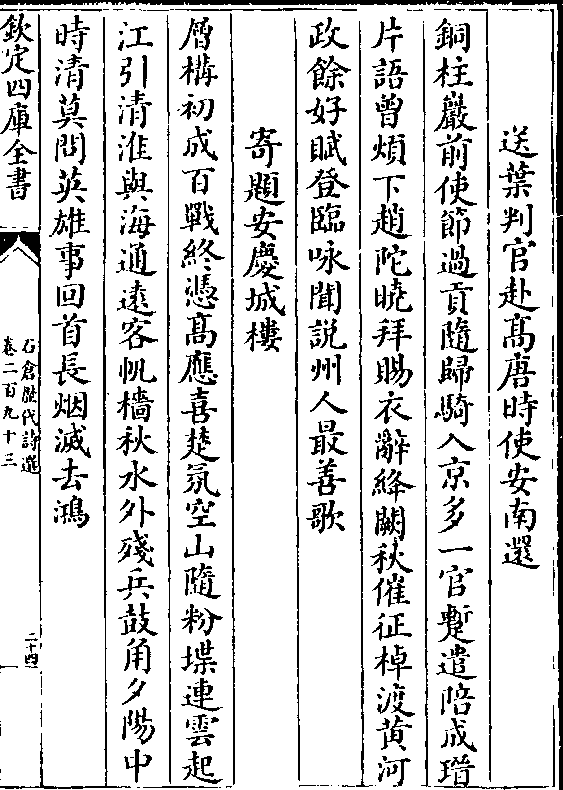 送葉判官赴髙唐時使安南還
銅柱巖前使節過貢隨歸騎入京多一官蹔遣陪成瑨
片語曾煩下趙陀曉拜賜衣辭絳闕秋催征棹渡黄河
政餘好賦登臨咏聞説州人最善歌
寄題安慶城樓
層構初成百戰終憑髙應喜楚氛空山隨粉堞連雲起
江引清淮與海通逺客帆檣秋水外殘兵鼓角夕陽中
時清莫問英雄事回首長烟滅去鴻
欽定四庫全書
石倉歴代詩選
卷二百九十三
二十四